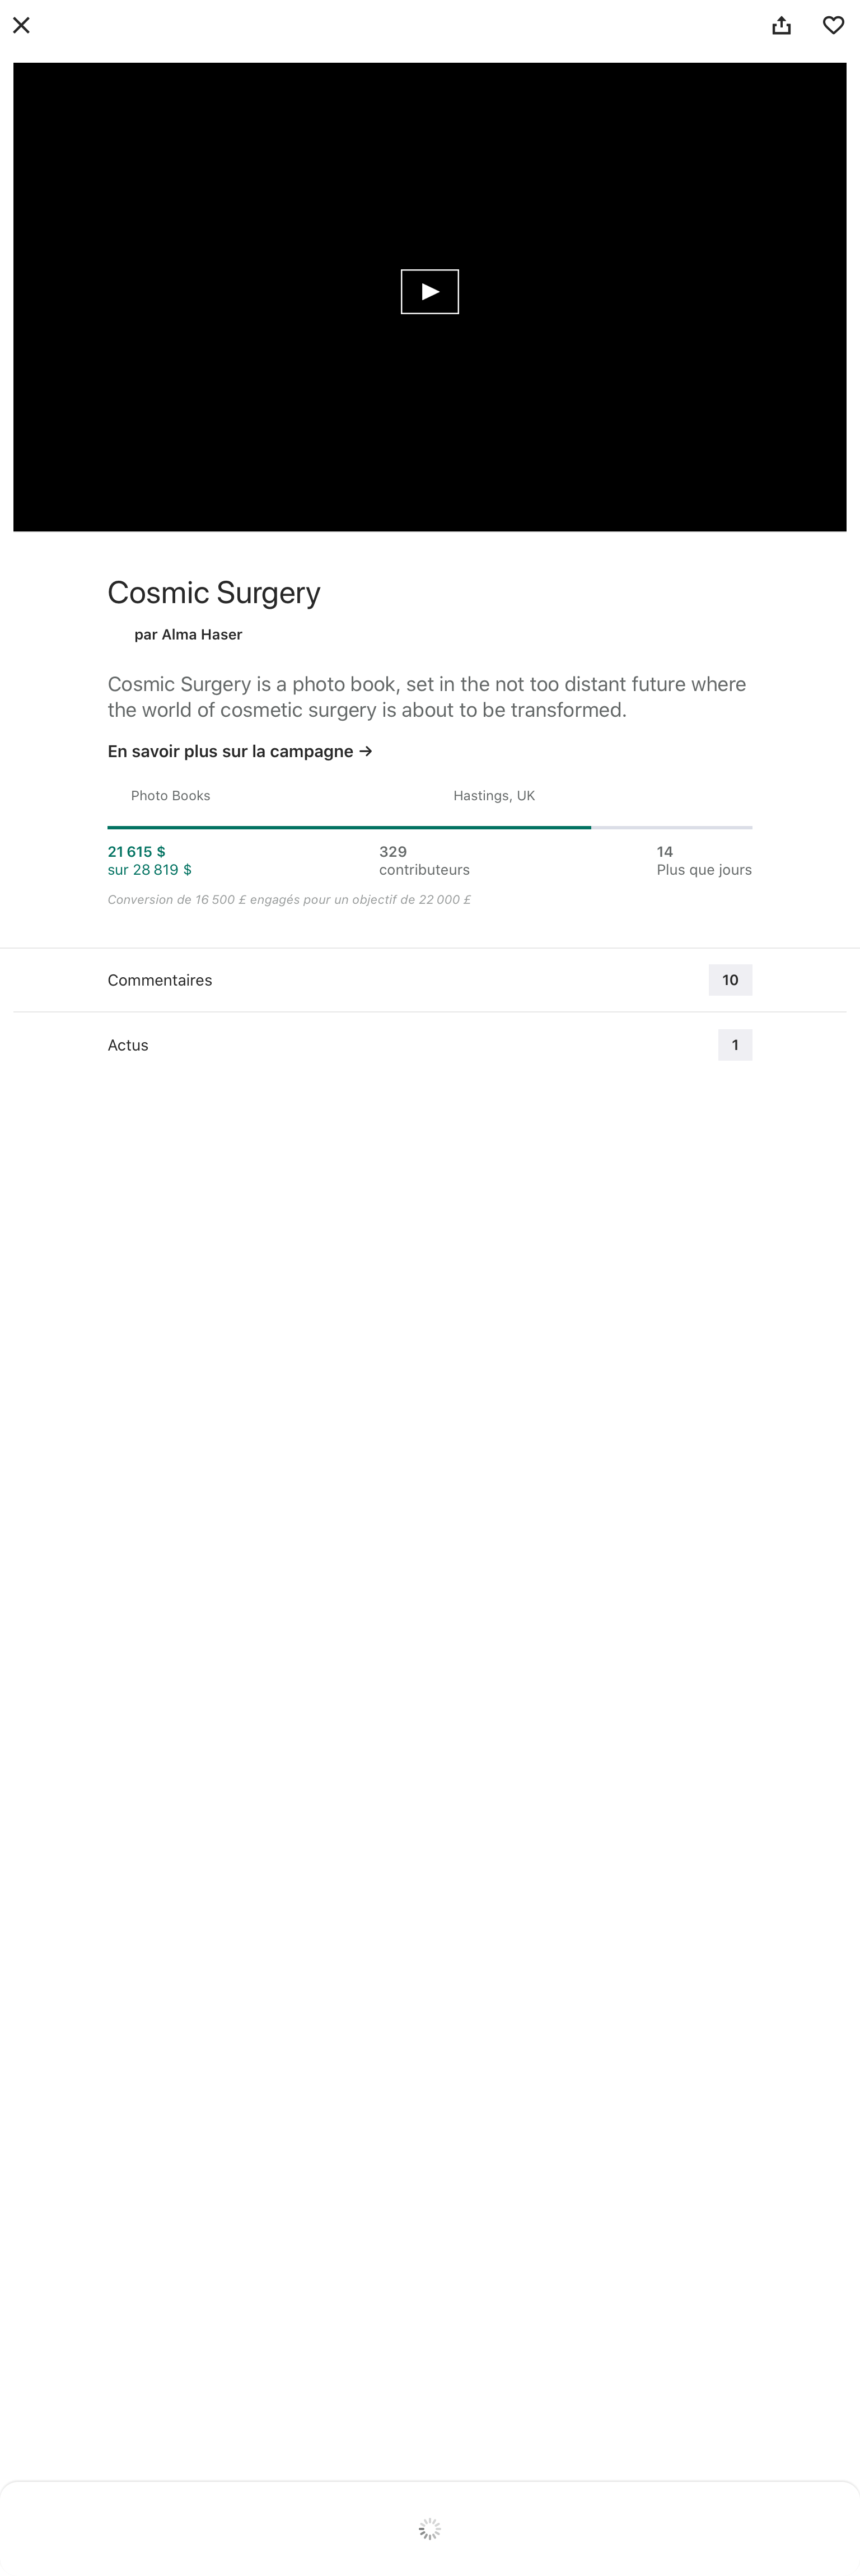 Cosmic Surgery
par Alma Haser
Cosmic Surgery is a photo book, set in the not too distant future where
the world of cosmetic surgery is about to be transformed.
En savoir plus sur la campagne →
Photo Books
Hastings, UK
21 615 $
sur 28 819 $
329
contributeurs
14
Plus que jours
Conversion de 16 500 £ engagés pour un objectif de 22 000 £
Commentaires
10
Actus
1